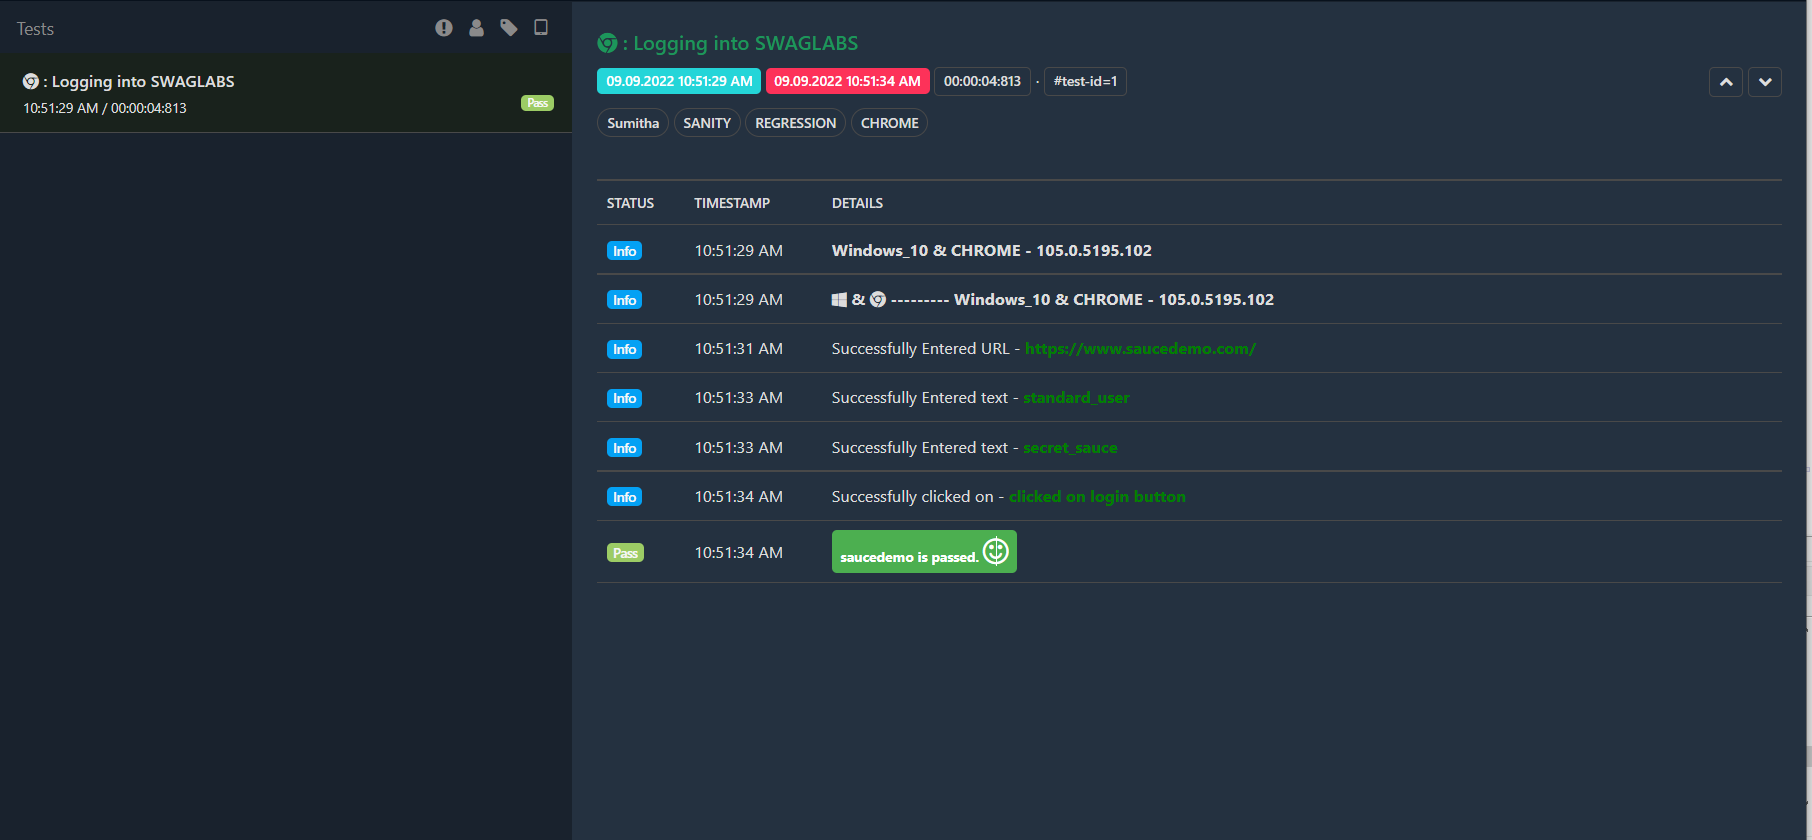 Tests
: Logging into SWAGLABS
10:51:29 AM / 00:00:04:813
Pass
: Logging into SWAGLABS
09.09.2022 10:51:29 AM 09.09.2022 10:51:34 AM 00:00:04:813 · #test-id=1
Sumitha SANITY REGRESSION CHROME
STATUS TIMESTAMP DETAILS
Info 10:51:29 AM Windows_10 & CHROME - 105.0.5195.102
Info 10:51:29 AM & --------- Windows_10 & CHROME - 105.0.5195.102
Info 10:51:31 AM Successfully Entered URL - https://www.saucedemo.com/
Info 10:51:33 AM Successfully Entered text - standard_user
Info 10:51:33 AM Successfully Entered text - secret_sauce
Info 10:51:34 AM Successfully clicked on - clicked on login button
Pass 10:51:34 AM saucedemo is passed.